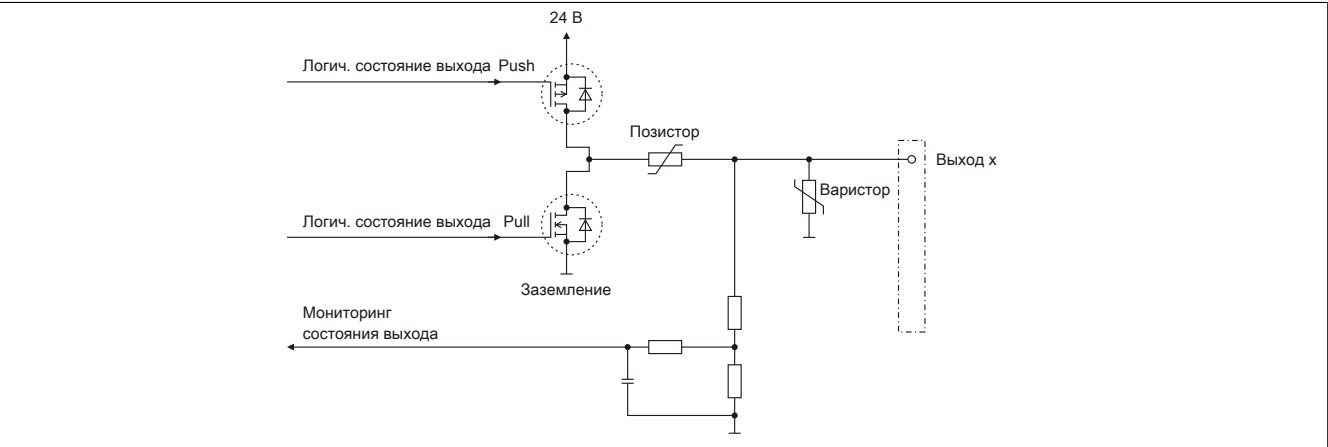 24 В
Логич. состояние выхода Push
Позистор
Выход x
Варистор
Логич. состояние выхода Pull
Заземление
Мониторинг
состояния выхода